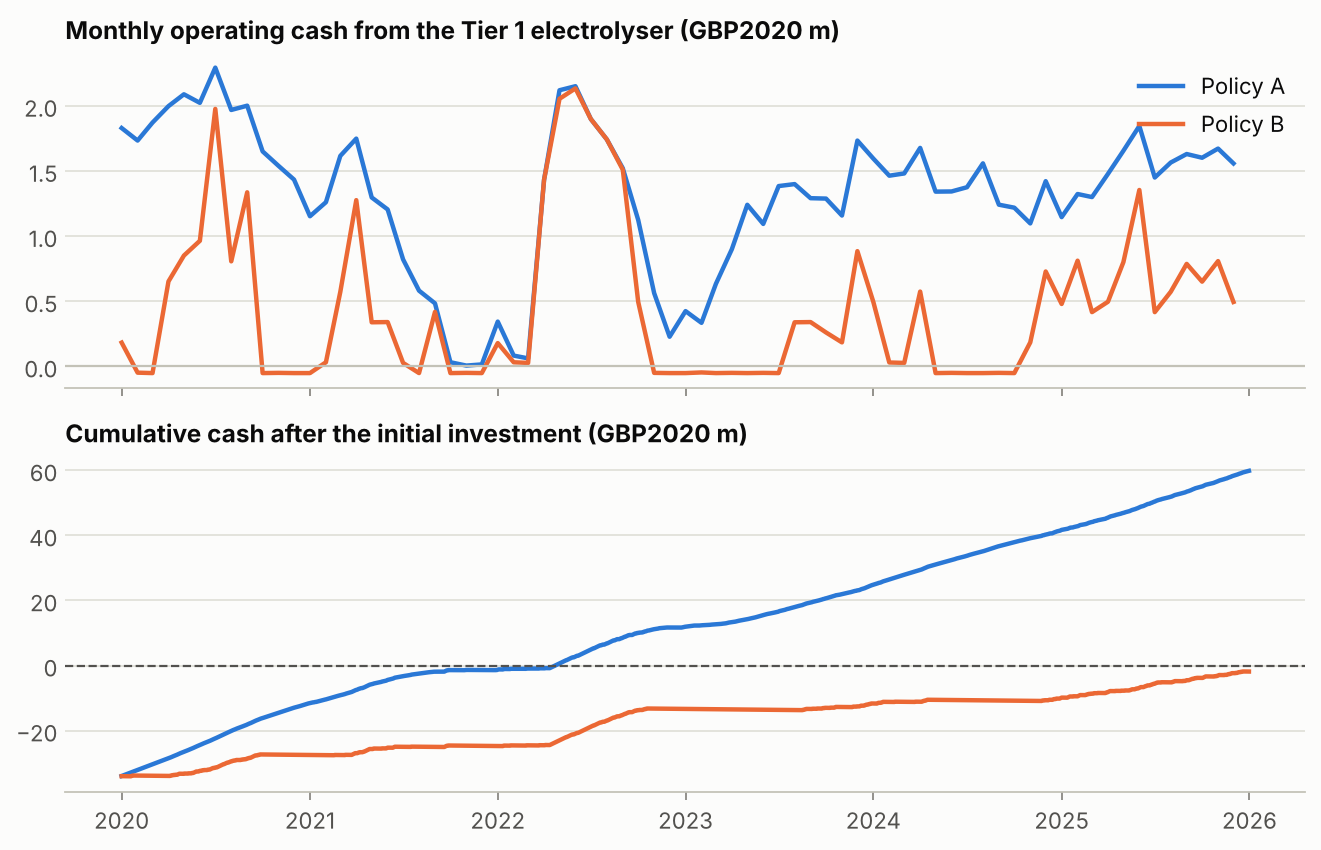 Monthly operating cash from the Tier 1 electrolyser (GBP2020 m)
Policy A
Policy B
2.0
1.5
1.0
0.5
0.0
Cumulative cash after the initial investment (GBP2020 m)
60
40
20
0
−20
2020 2021 2022 2023 2024 2025 2026